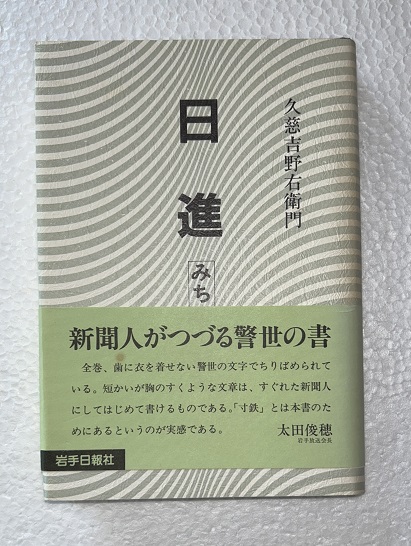 久慈吉野右衛門
日進
みち
新聞人がつづる警世の書
全巻、歯に衣を着せない警世の文字でちりばめられて
いる。短かいが胸のすくような文章は、すぐれた新聞人
にしてはじめて書けるものである。「寸鉄」とは本書のた
めにあるというのが実感である。
太田俊穂
岩手放送会長
岩手日報社